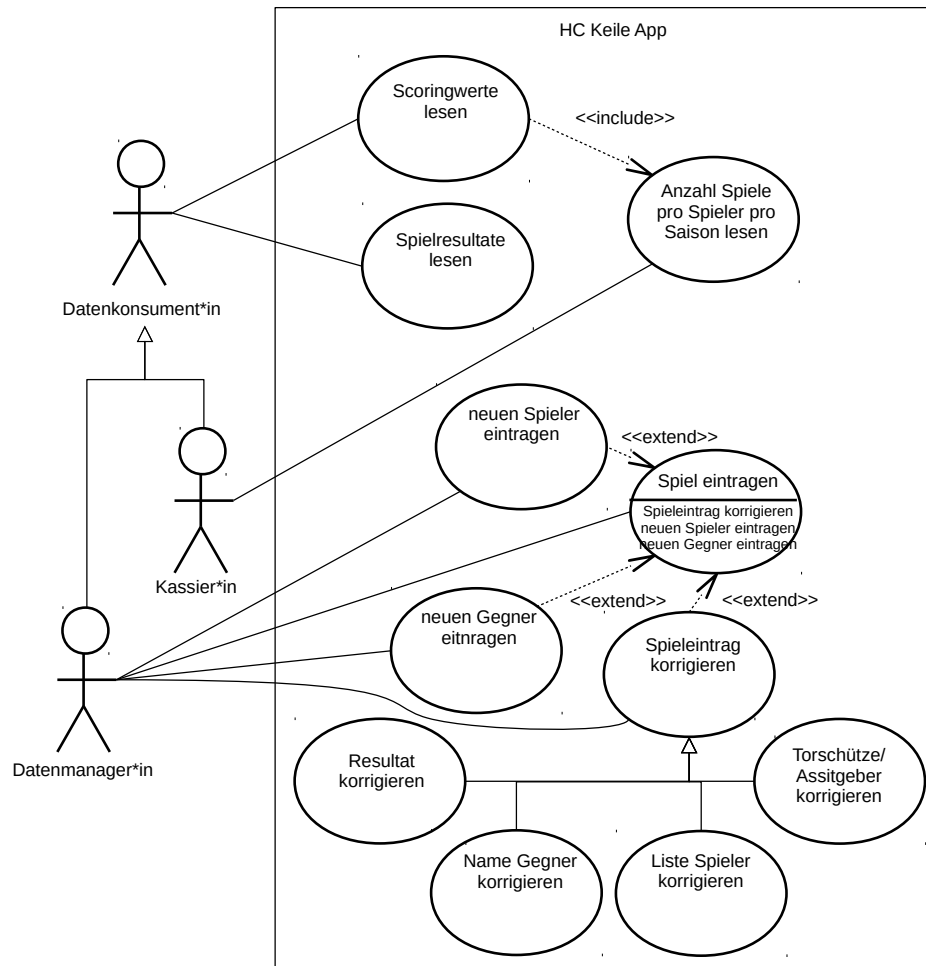 HC Keile App
Scoringwerte
lesen
<<include>>
Anzahl Spiele
pro Spieler pro
Saison lesen
Spielresultate
lesen
Datenkonsument*in
neuen Spieler
eintragen
<<extend>>
Spiel eintragen
Spieleintrag korrigieren
neuen Spieler eintragen
neuen Gegner eintragen
Kassier*in
<<extend>>
<<extend>>
neuen Gegner
eitnragen
Spieleintrag
korrigieren
Datenmanager*in
Resultat
korrigieren
Torschütze/
Assitgeber
korrigieren
Name Gegner
korrigieren
Liste Spieler
korrigieren